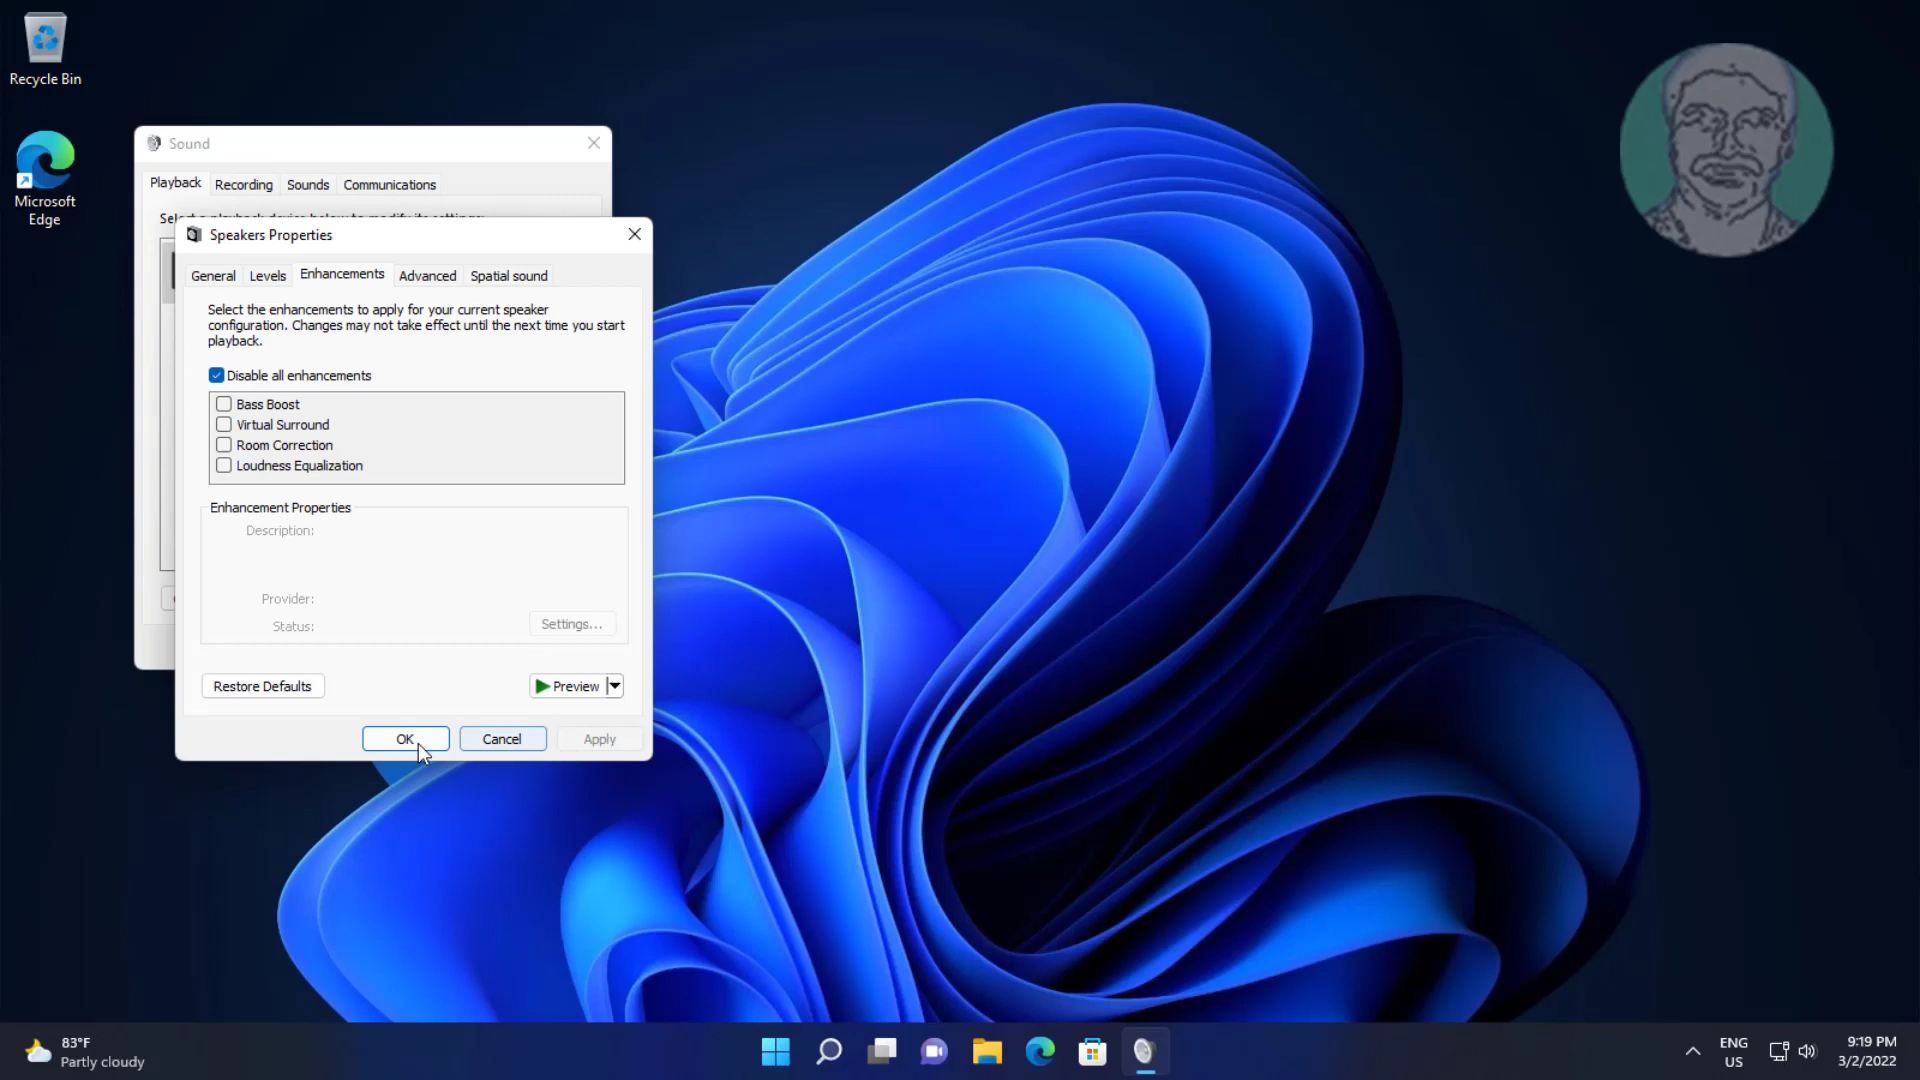 Recycle Bin
Microsoft
Edge
Sound
Playback
Recording
Sounds
Communications
Select a playback device below to modify its settings:
Speakers Properties
General
Levels
Enhancements
Advanced
Spatial sound
Select the enhancements to apply for your current speaker
configuration. Changes may not take effect until the next time you start
playback.
Disable all enhancements
Bass Boost
Virtual Surround
Room Correction
Loudness Equalization
Enhancement Properties
Description:
Provider:
Status:
Settings...
Restore Defaults
Preview
OK
Cancel
Apply
83°F
Partly cloudy
ENG
US
9:19 PM
3/2/2022